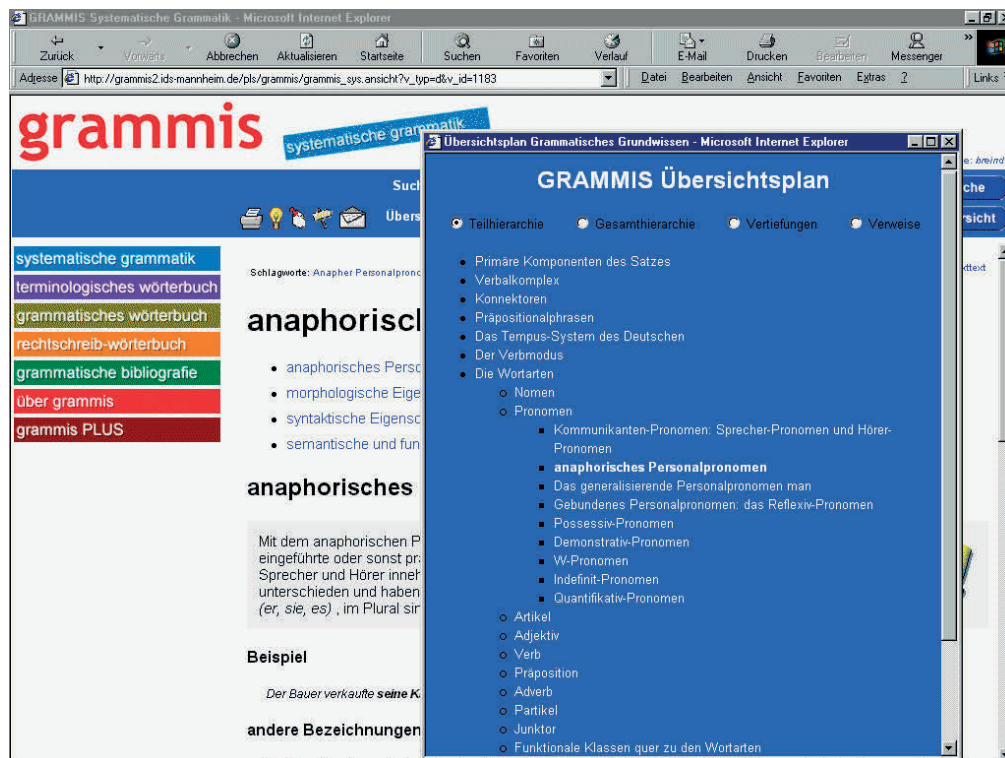 GRAMMIS Systematische Grammatik - Microsoft Internet Explorer
Zurück Vorwärts Abbrechen Aktualisieren Startseite Suchen Favoriten Verlauf E-Mail Drucken Bearbeiten Messenger »
Adresse http://grammis2.ids-mannheim.de/pls/grammis/grammis_sys.ansicht?v_typ=d&v_id=1183 Datei Bearbeiten Ansicht Favoriten Extras ? Links
grammis
systematische grammatik
Übersichtsplan Grammatisches Grundwissen - Microsoft Internet Explorer
e: breind
Such
che
Übers
sicht
systematische grammatik
terminologisches wörterbuch
grammatisches wörterbuch
rechtschreib-wörterbuch
grammatische bibliografie
über grammis
grammis PLUS
Schlagworte: Anapher Personalpronc
xttext
anaphorisch
• anaphorisches Perso
• morphologische Eige
• syntaktische Eigensc
• semantische und fun
anaphorisches
Mit dem anaphorischen P
eingeführte oder sonst pr
Sprecher und Hörer inneh
unterschieden und haben
(er, sie, es) , im Plural sin
Beispiel
Der Bauer verkaufte seine K
andere Bezeichnungen
GRAMMIS Übersichtsplan
Teilhierarchie Gesamthierarchie Vertiefungen Verweise
• Primäre Komponenten des Satzes
• Verbalkomplex
• Konnektoren
• Präpositionalphrasen
• Das Tempus-System des Deutschen
• Der Verbmodus
• Die Wortarten
○ Nomen
○ Pronomen
■ Kommunikanten-Pronomen: Sprecher-Pronomen und Hörer-
Pronomen
■ anaphorisches Personalpronomen
■ Das generalisierende Personalpronomen man
■ Gebundenes Personalpronomen: das Reflexiv-Pronomen
■ Possessiv-Pronomen
■ Demonstrativ-Pronomen
■ W-Pronomen
■ Indefinit-Pronomen
■ Quantifikativ-Pronomen
○ Artikel
○ Adjektiv
○ Verb
○ Präposition
○ Adverb
○ Partikel
○ Junktor
○ Funktionale Klassen quer zu den Wortarten